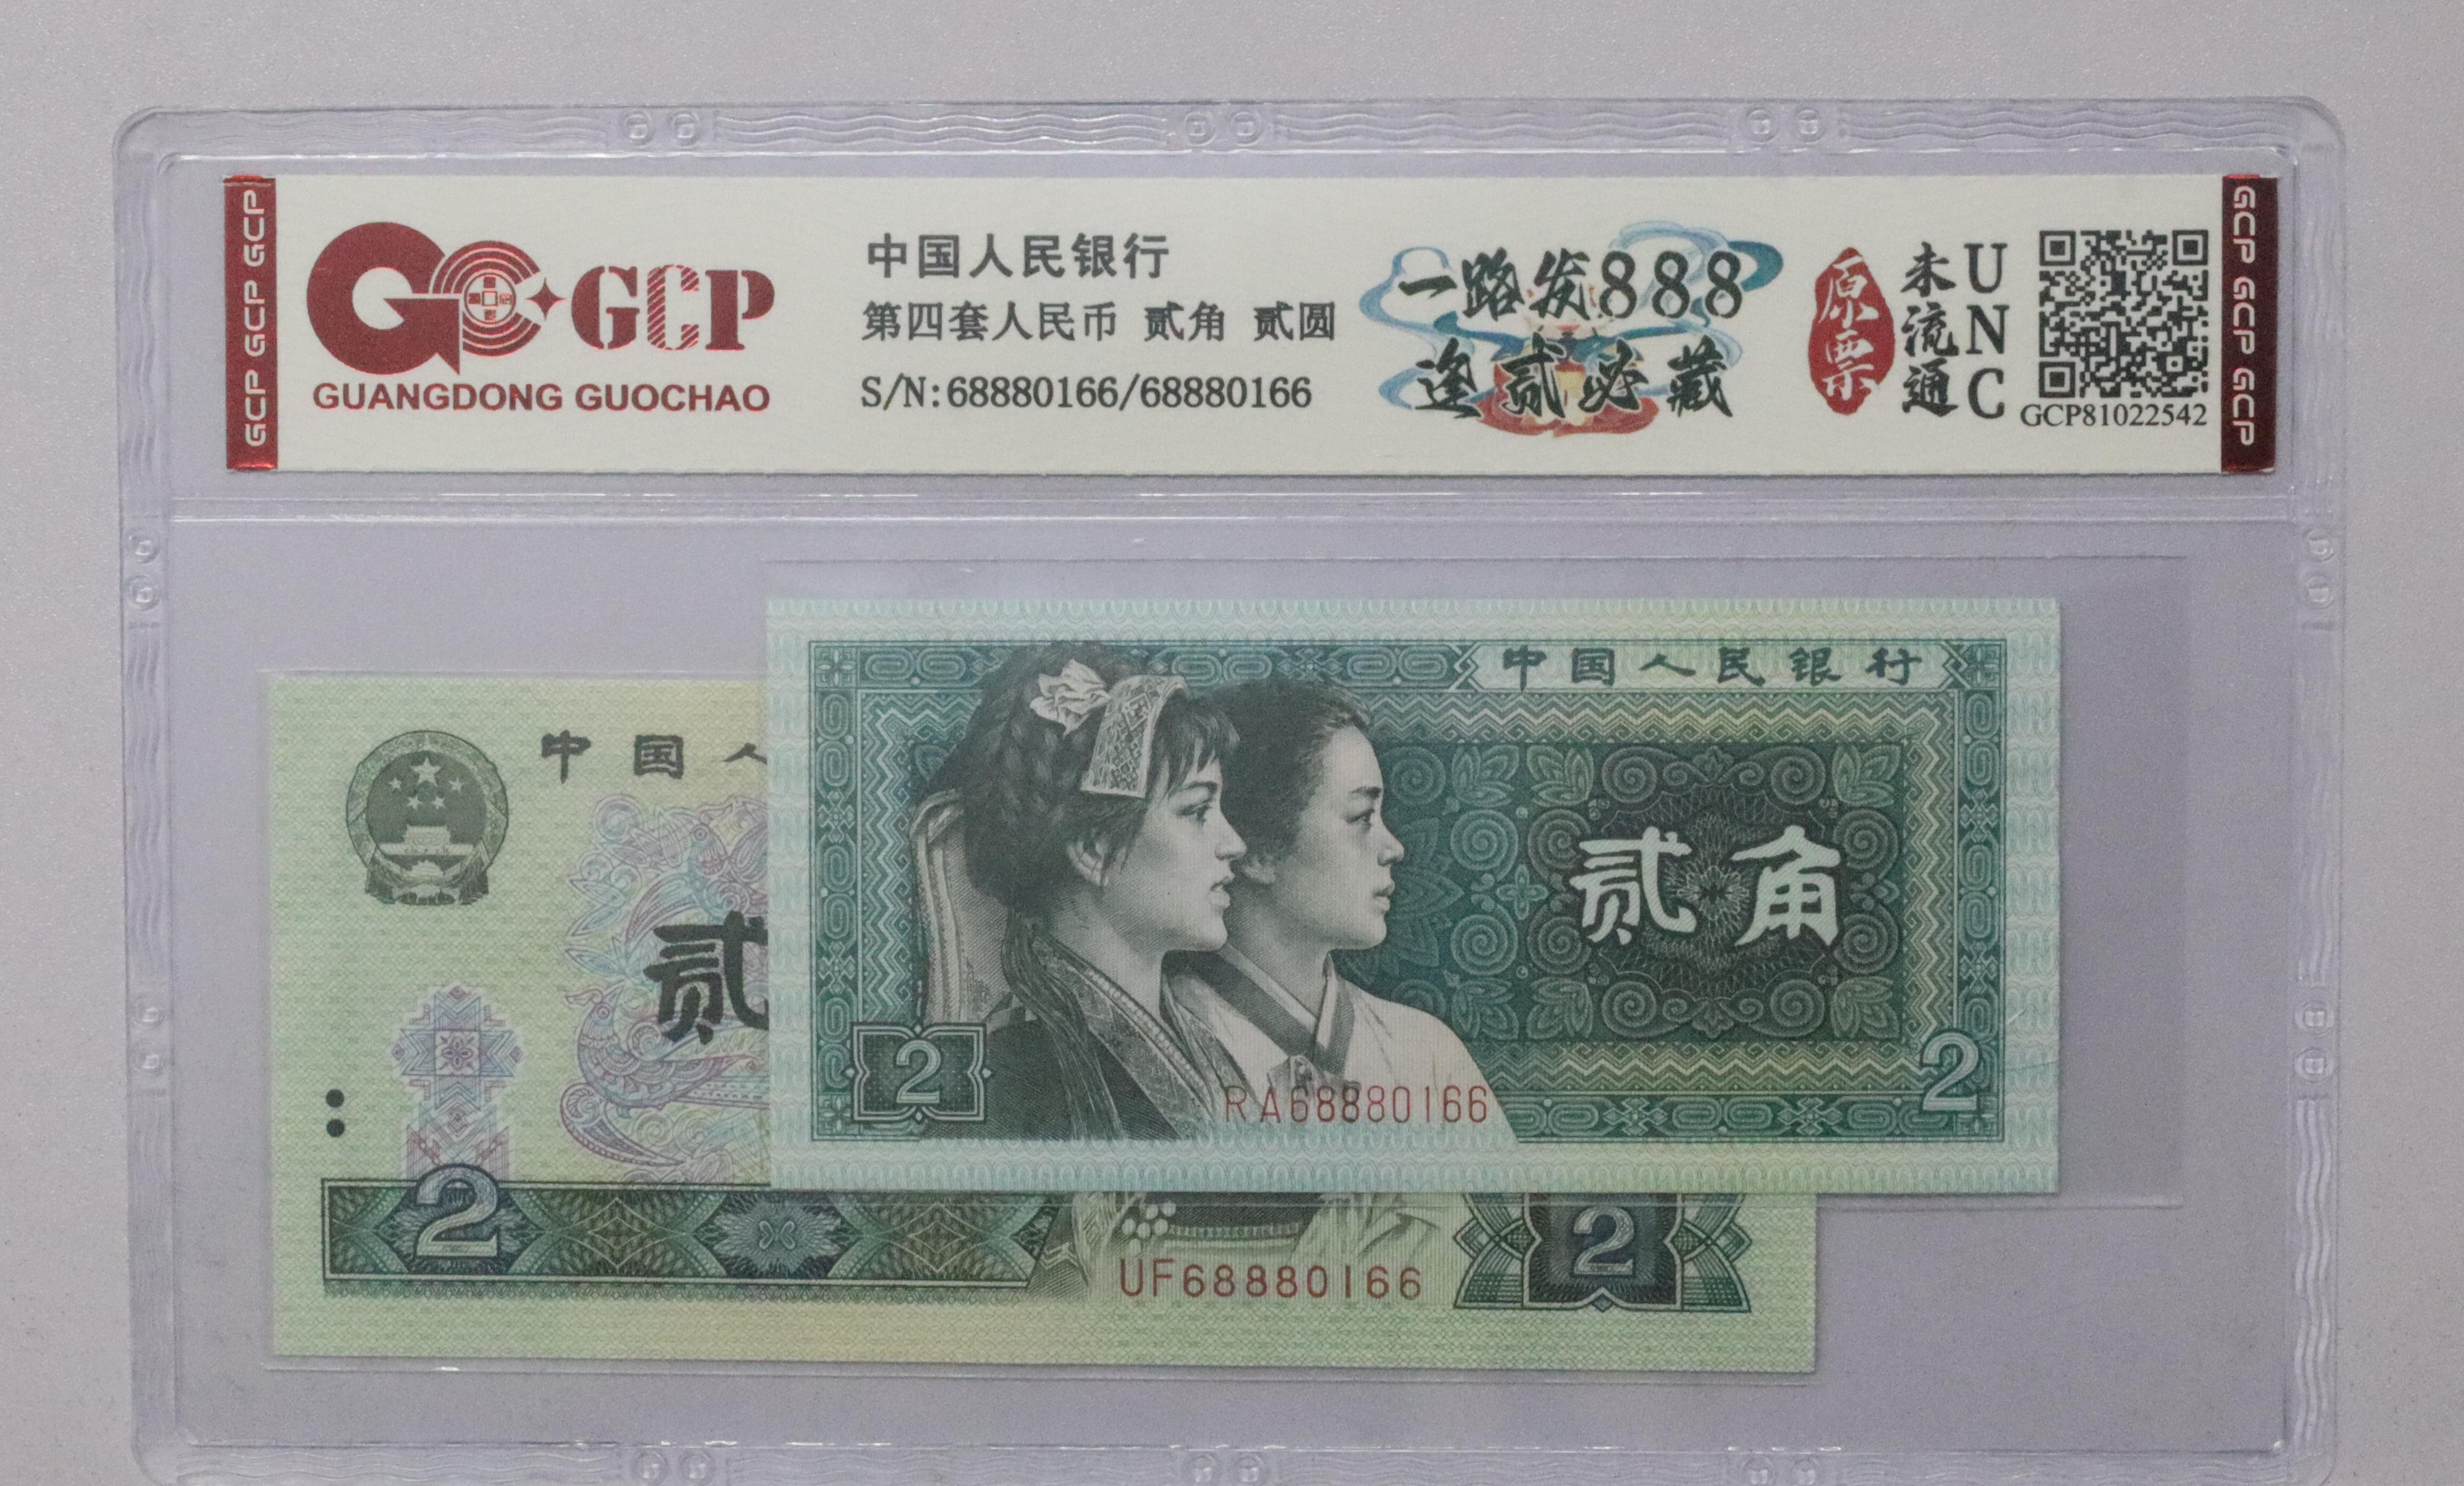 GCP GCP GCP
GCP
GUANGDONG GUOCHAO
中国人民银行
第四套人民币 贰角 贰圆
S/N:68880166/68880166
一路发888
逢贰必藏
原票
未流通
UNC
GCP81022542
GCP GCP GCP
中国人民银行
贰角
2
2
RA68880166
中国人
贰
2
2
UF68880166